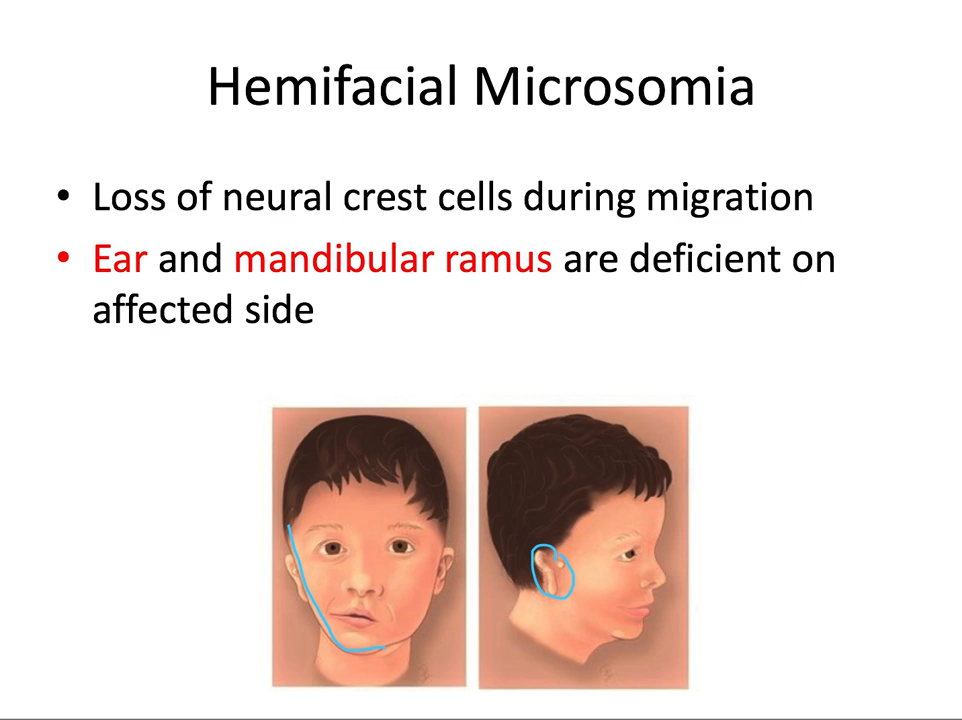 Hemifacial Microsomia
• Loss of neural crest cells during migration
• Ear and mandibular ramus are deficient on
affected side